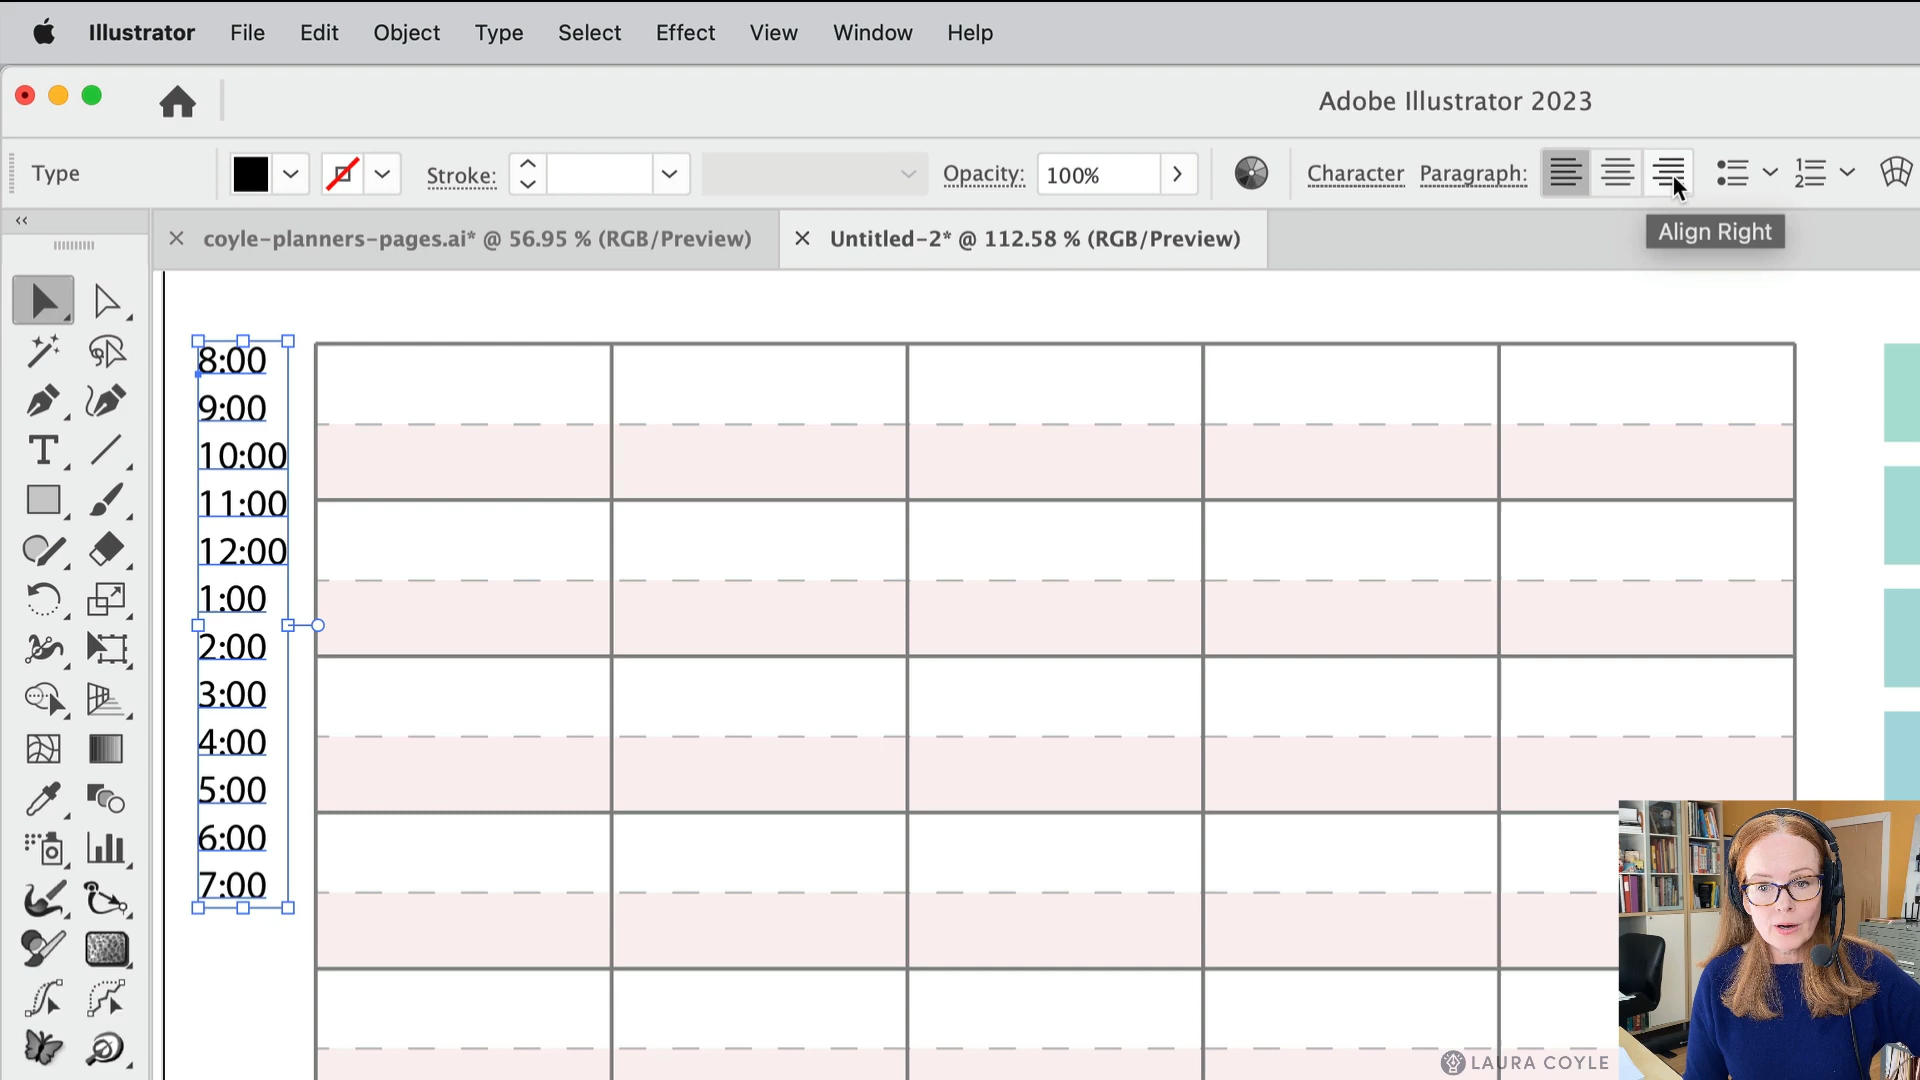 Illustrator File Edit Object Type Select Effect View Window Help
Adobe Illustrator 2023
Type Stroke: Opacity: 100% Character Paragraph:
coyle-planners-pages.ai* @ 56.95 % (RGB/Preview) Untitled-2* @ 112.58 % (RGB/Preview)
Align Right
8:00
9:00
10:00
11:00
12:00
1:00
2:00
3:00
4:00
5:00
6:00
7:00
LAURA COYLE